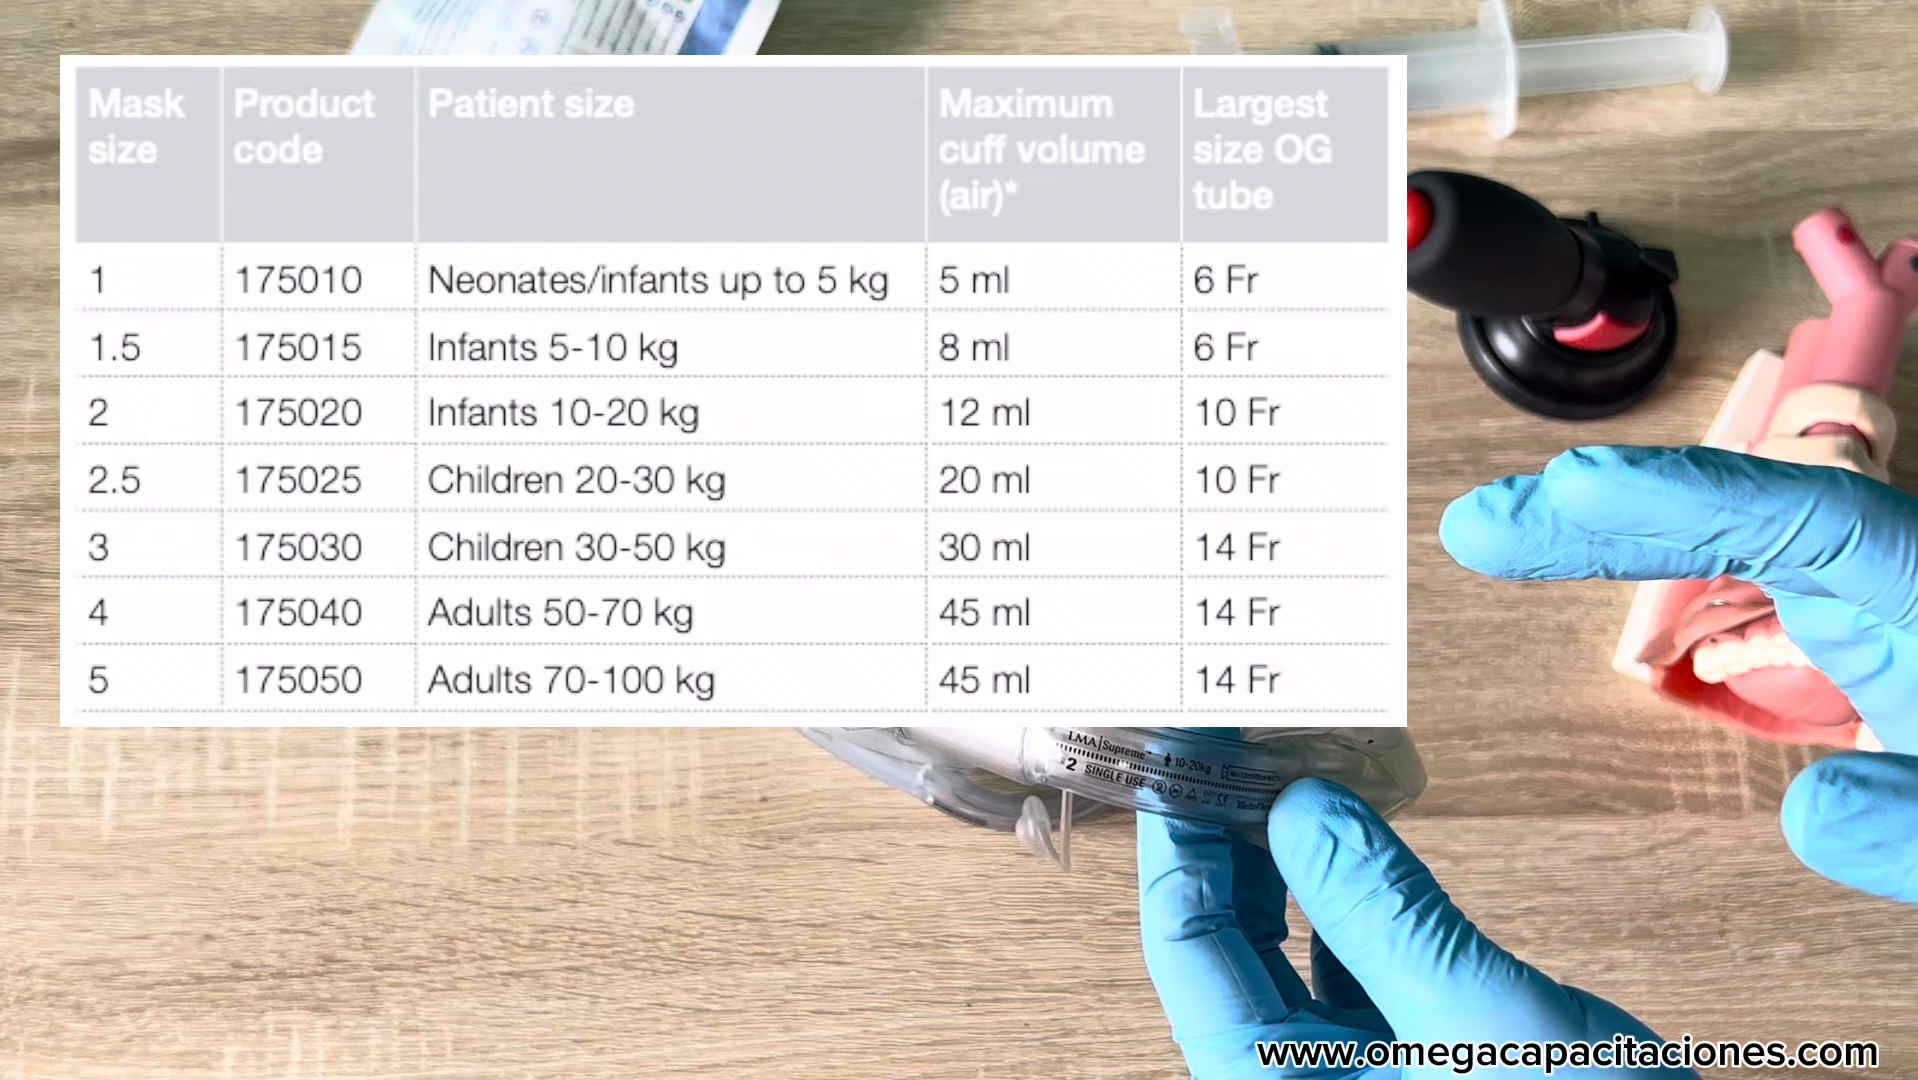 Mask size	Product code	Patient size	Maximum cuff volume (air)*	Largest size OG tube
1	175010	Neonates/infants up to 5 kg	5 ml	6 Fr
1.5	175015	Infants 5-10 kg	8 ml	6 Fr
2	175020	Infants 10-20 kg	12 ml	10 Fr
2.5	175025	Children 20-30 kg	20 ml	10 Fr
3	175030	Children 30-50 kg	30 ml	14 Fr
4	175040	Adults 50-70 kg	45 ml	14 Fr
5	175050	Adults 70-100 kg	45 ml	14 Fr
LMA|Supreme™ 10-20kg
2 SINGLE USE
www.omegacapacitaciones.com